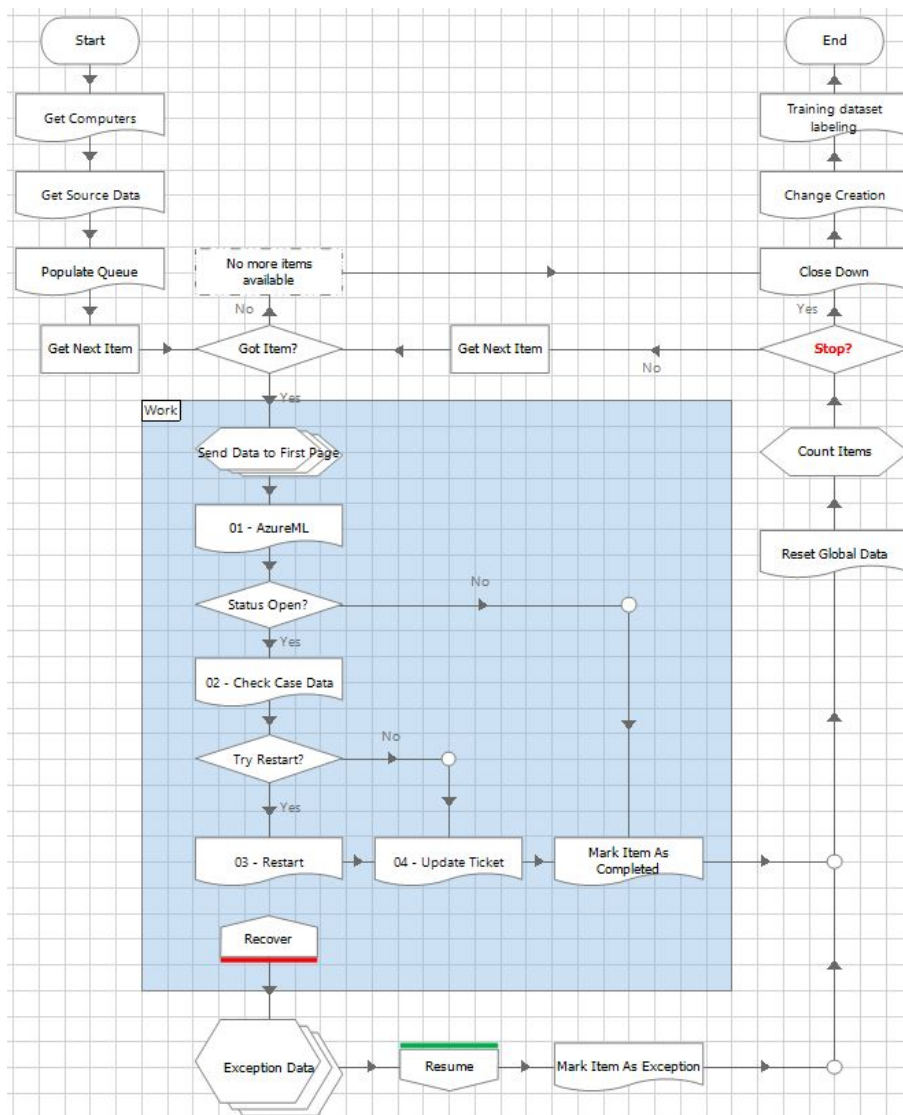 Start
End
Get Computers
Training dataset
labeling
Get Source Data
Change Creation
Populate Queue
No more items
available
Close Down
No
Yes
Get Next Item
Got Item?
Get Next Item
Stop?
No
Yes
Work
Send Data to First Page
Count Items
01 - AzureML
Reset Global Data
Status Open?
No
Yes
02 - Check Case Data
Try Restart?
No
Yes
03 - Restart
04 - Update Ticket
Mark Item As
Completed
Recover
Exception Data
Resume
Mark Item As Exception